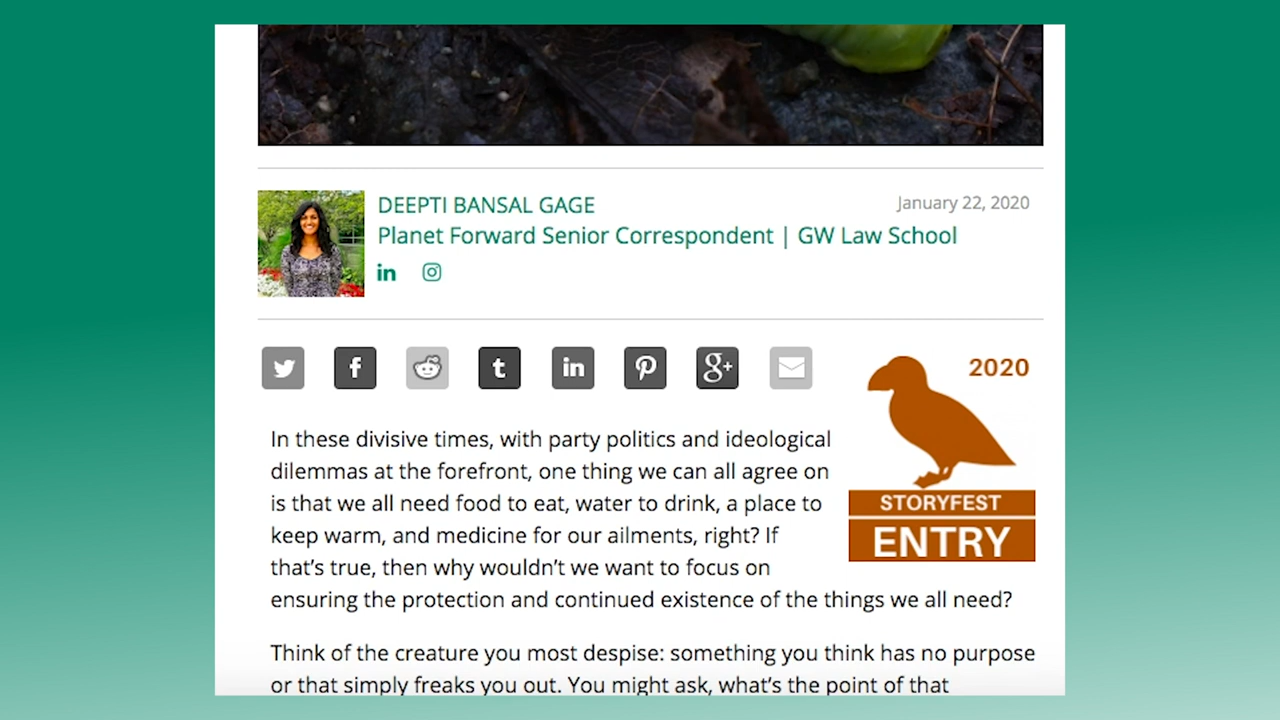 DEEPTI BANSAL GAGE
January 22, 2020
Planet Forward Senior Correspondent | GW Law School
in
f
t
in
g+
2020
STORYFEST
ENTRY
In these divisive times, with party politics and ideological
dilemmas at the forefront, one thing we can all agree on
is that we all need food to eat, water to drink, a place to
keep warm, and medicine for our ailments, right? If
that’s true, then why wouldn’t we want to focus on
ensuring the protection and continued existence of the things we all need?
Think of the creature you most despise: something you think has no purpose
or that simply freaks you out. You might ask, what’s the point of that